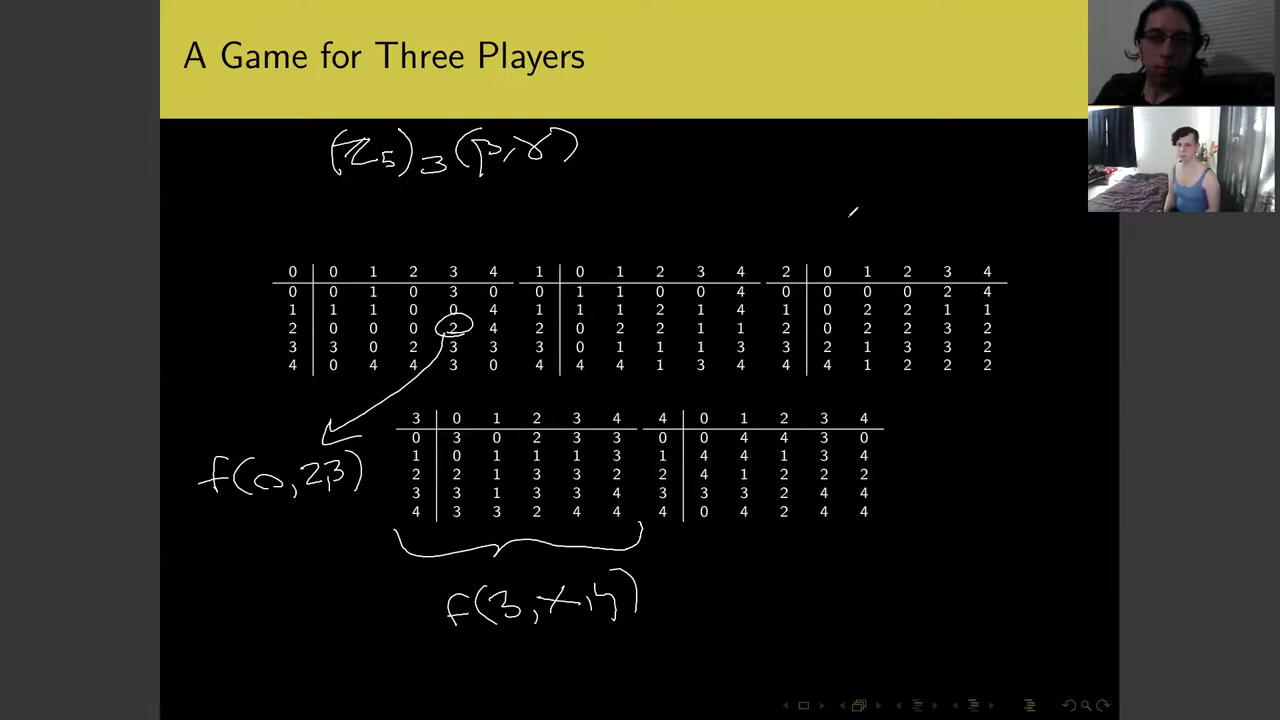 A Game for Three Players
(ℤ₅)₃(β,γ)
0 0 1 2 3 4 1 0 1 2 3 4 2 0 1 2 3 4
0 0 1 0 3 0 0 1 1 0 0 4 0 0 0 0 2 4
1 1 1 0 0 4 1 1 1 2 1 4 1 0 2 2 1 1
2 0 0 0 2 4 2 0 2 2 1 1 2 0 2 2 3 2
3 3 0 2 3 3 3 0 1 1 1 3 3 2 1 3 3 2
4 0 4 4 3 0 4 4 4 1 3 4 4 4 1 2 2 2
3 0 1 2 3 4 4 0 1 2 3 4
0 3 0 2 3 3 0 0 4 4 3 0
1 0 1 1 1 3 1 4 4 1 3 4
2 2 1 3 3 2 2 4 1 2 2 2
3 3 1 3 3 4 3 3 3 2 4 4
4 3 3 2 4 4 4 0 4 2 4 4
f(0,2,3)
f(3,x,y)